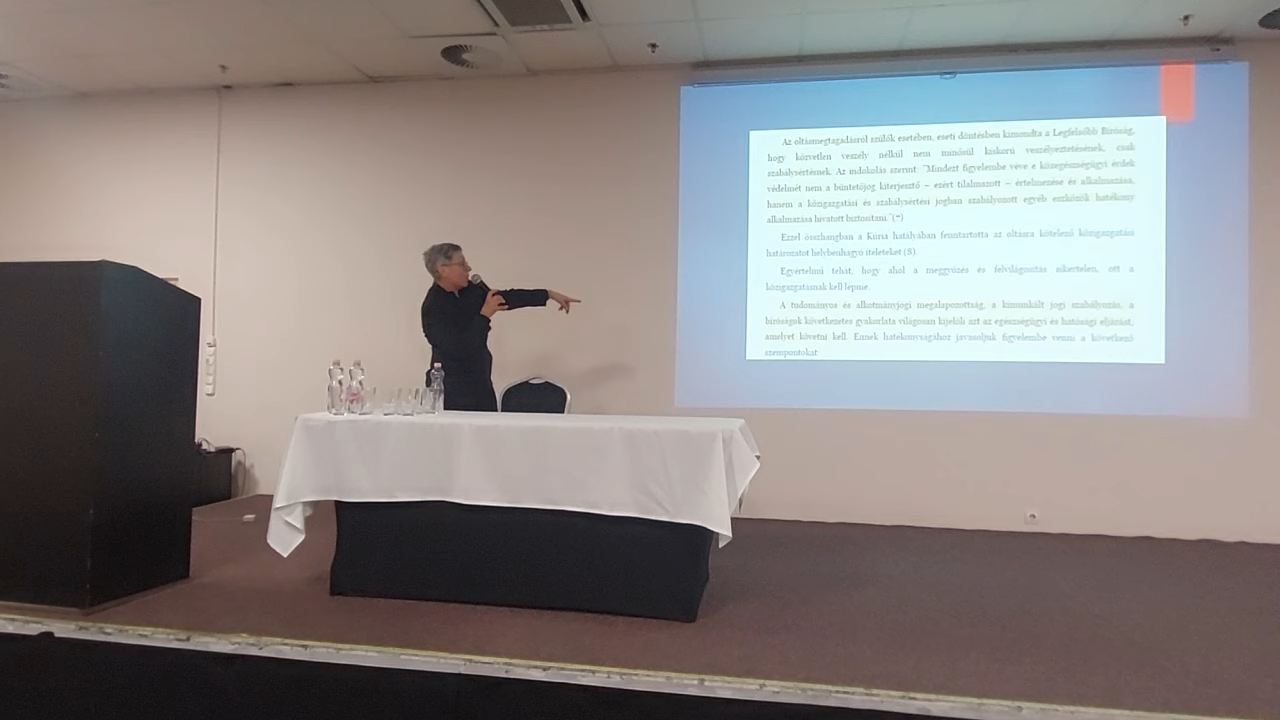 Az oltásmegtagadásról szülők esetében, eseti döntésben kimondta a Legfelsőbb Bíróság,
hogy közvetlen veszély nélkül nem minősül kiskorú veszélyeztetésének, csak
szabálysértésnek. Az indokolás szerint: "Mindezt figyelembe véve e közegészségügyi érdek
védelmét nem a büntetőjog kiterjesztő – ezért tilalmazott – értelmezése és alkalmazása,
hanem a közigazgatási és szabálysértési jogban szabályozott egyéb eszközök hatékony
alkalmazása hivatott biztosítani."
Ezzel összhangban a Kúria hatályában fenntartotta az oltásra kötelező közigazgatási
határozatot helybenhagyó ítéleteket (8).
Egyértelmű tehát, hogy ahol a meggyőzés és felvilágosítás sikertelen, ott a
közigazgatásnak kell lépnie.
A tudományos és alkotmányjogi megalapozottság, a kimunkált jogi szabályozás, a
bíróságok következetes gyakorlata világosan kijelöli azt az egészségügyi és hatósági eljárást,
amelyet követni kell. Ennek hatékonyságához javasoljuk figyelembe venni a következő
szempontokat: